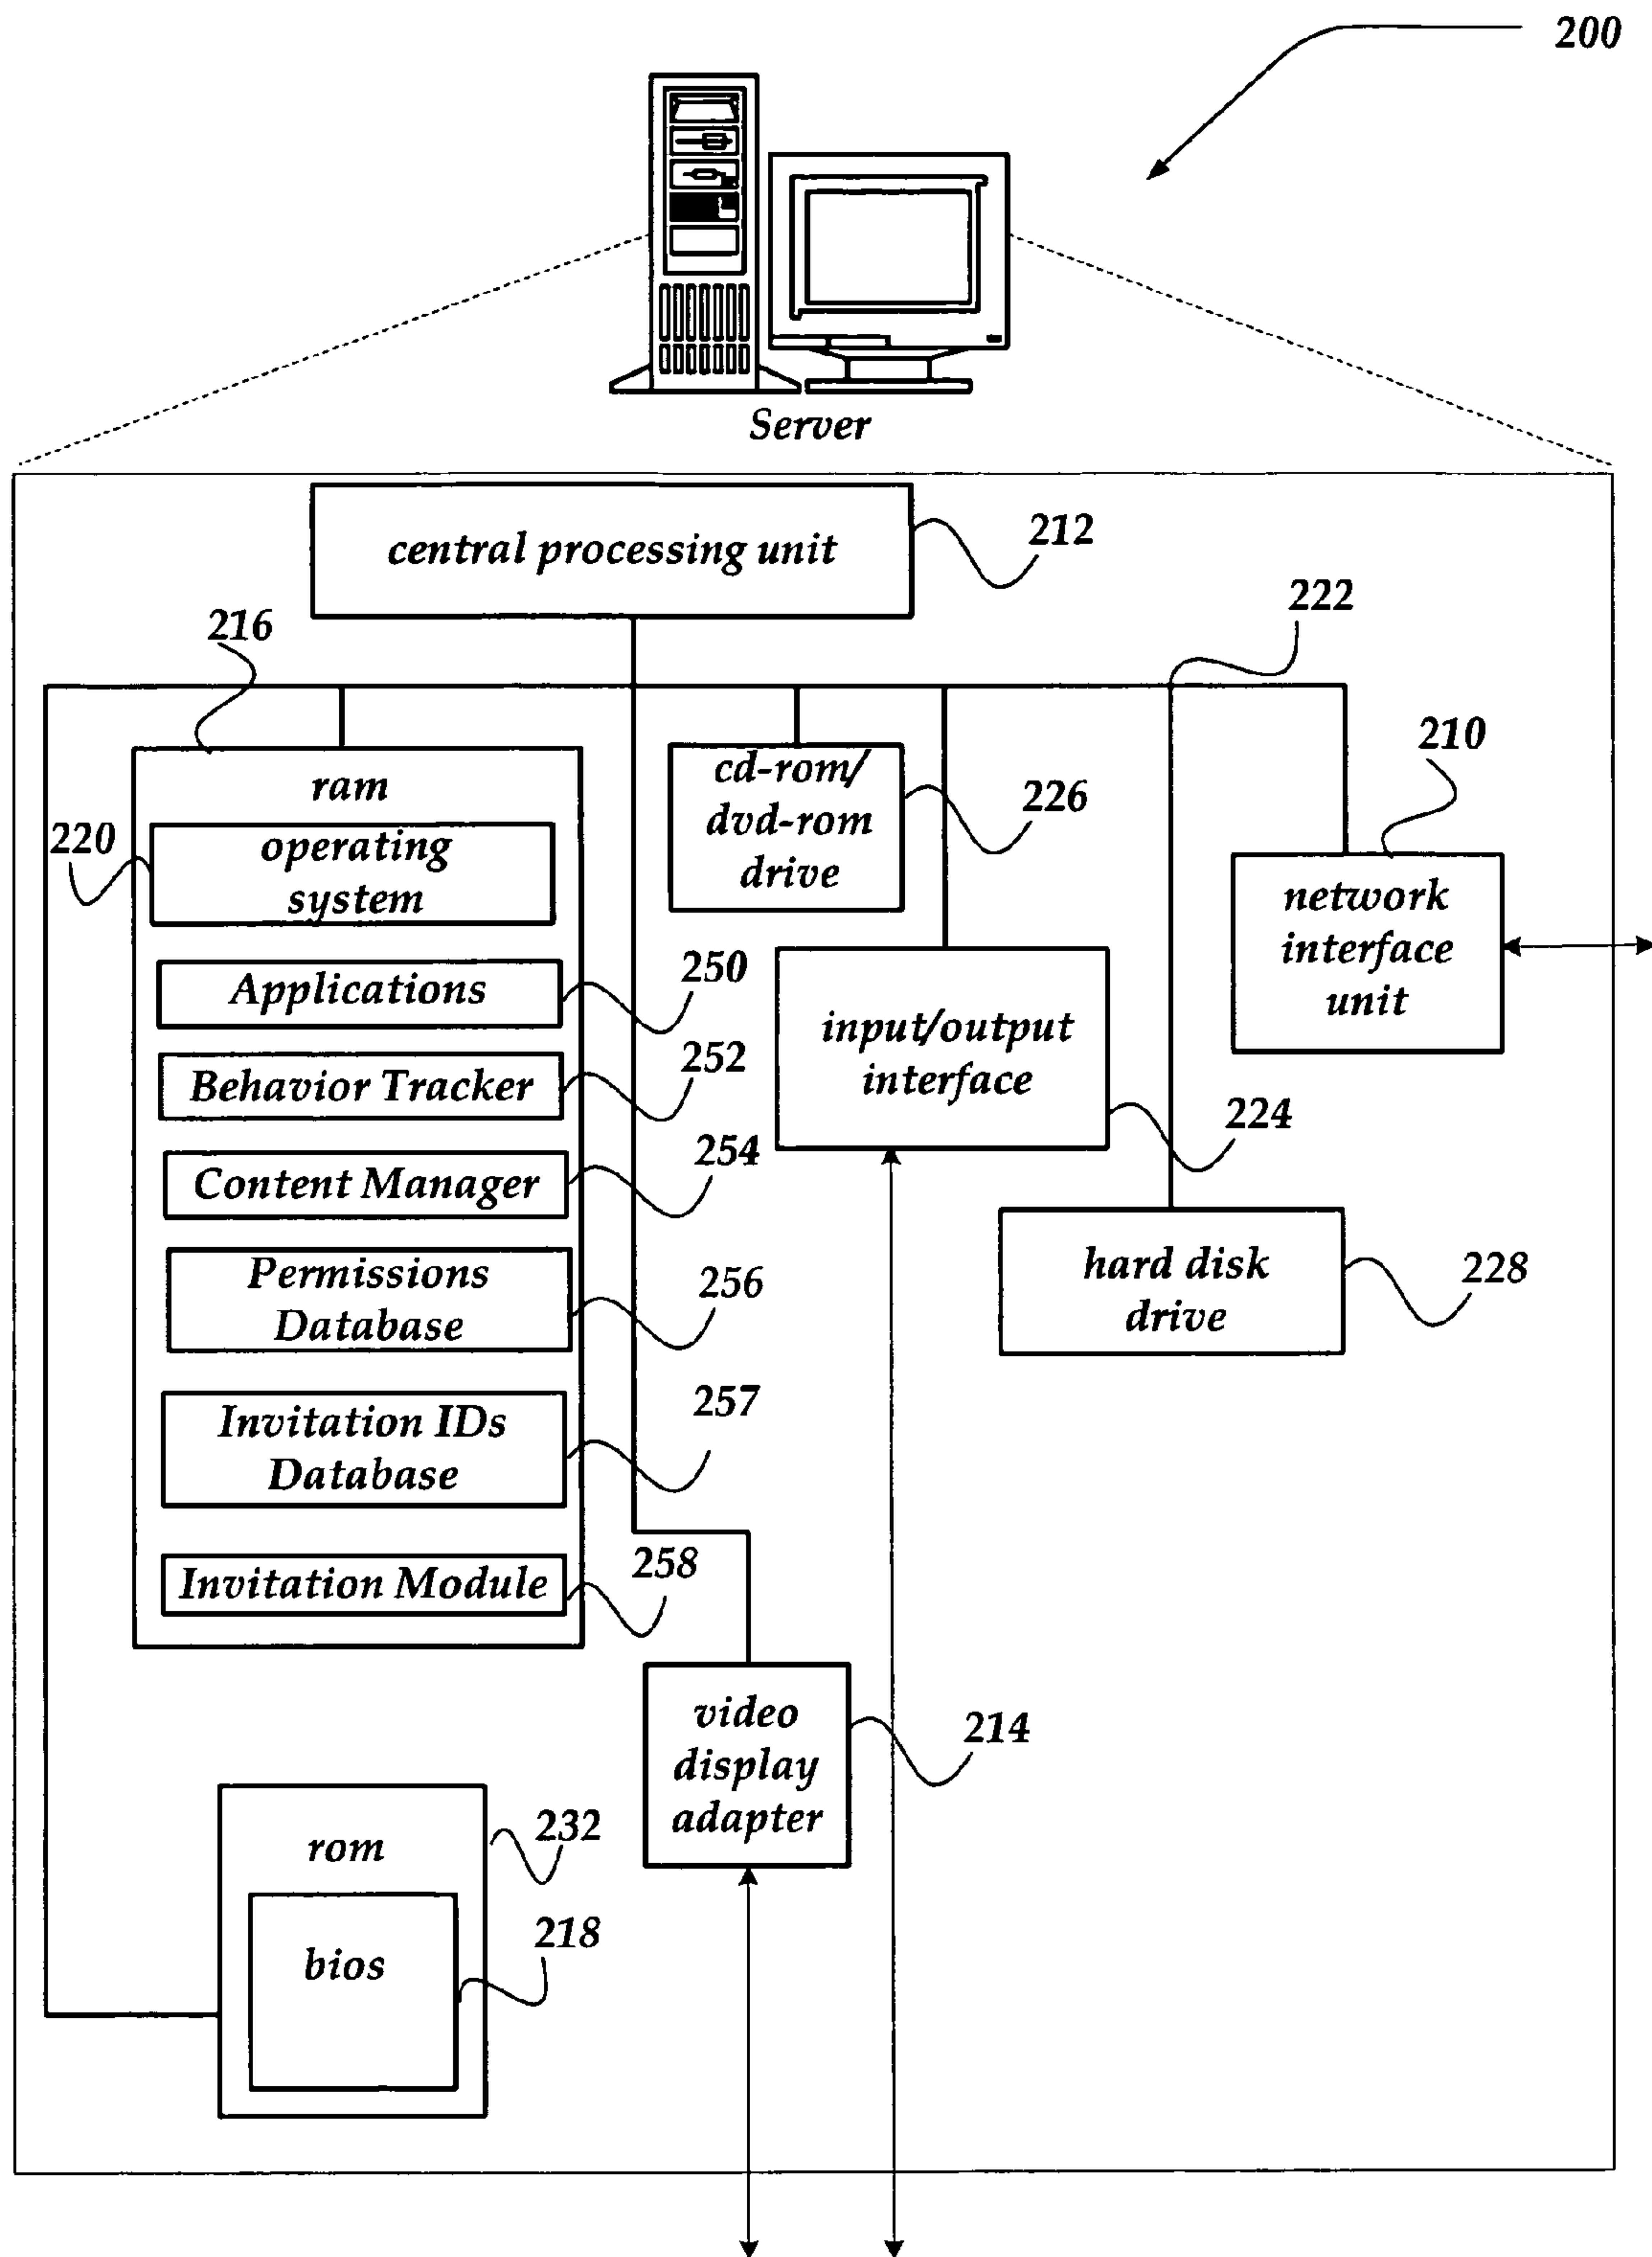 200
Server
central processing unit
212
222
216
210
ram
cd-rom/
dvd-rom
drive
226
220
operating
system
network
interface
unit
Applications
250
input/output
interface
Behavior Tracker
252
224
Content Manager
254
hard disk
drive
228
Permissions
Database
256
Invitation IDs
Database
257
Invitation Module
258
video
display
adapter
214
rom
232
bios
218